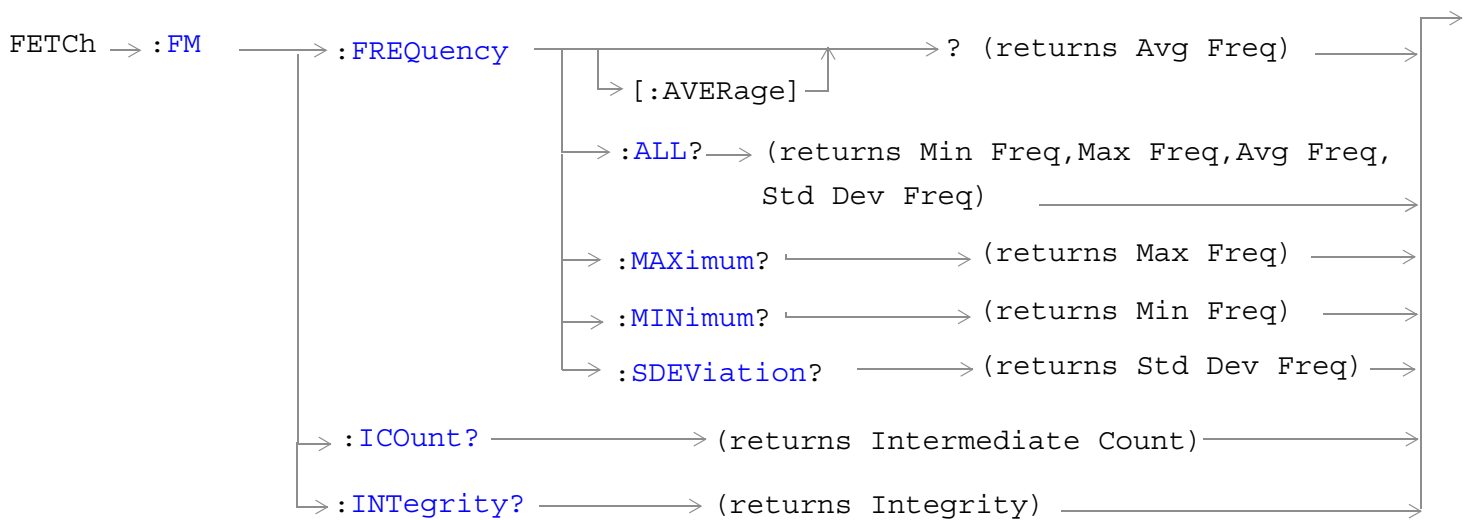 FETCh :FM :FREQuency ? (returns Avg Freq)
[:AVERage]
:ALL? (returns Min Freq,Max Freq,Avg Freq,
Std Dev Freq)
:MAXimum? (returns Max Freq)
:MINimum? (returns Min Freq)
:SDEViation? (returns Std Dev Freq)
:ICOunt? (returns Intermediate Count)
:INTegrity? (returns Integrity)